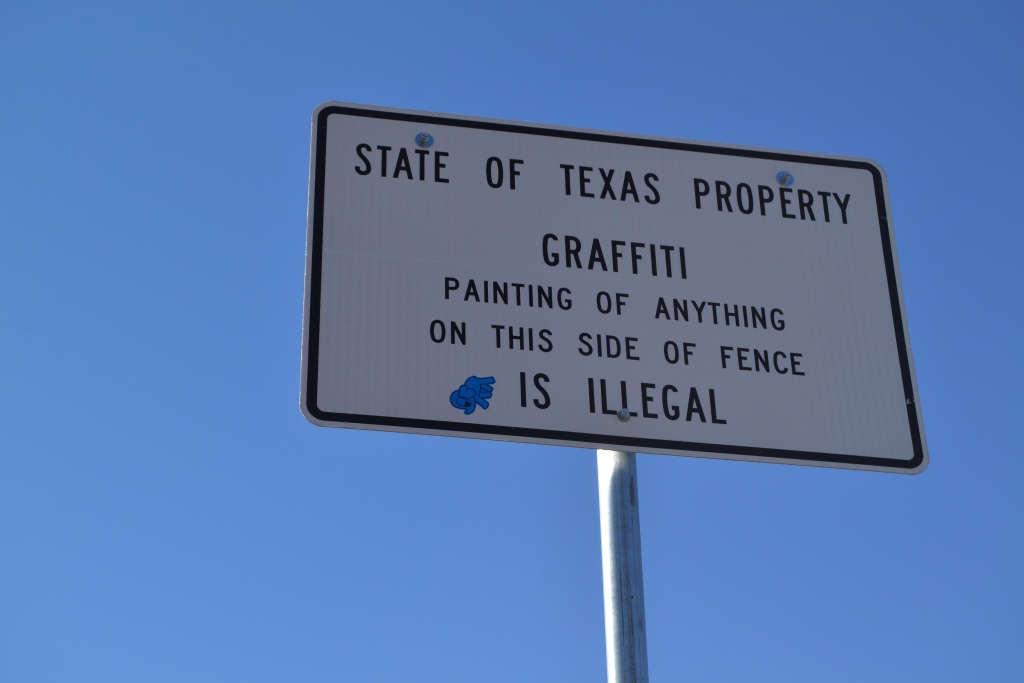 STATE OF TEXAS PROPERTY
GRAFFITI
PAINTING OF ANYTHING
ON THIS SIDE OF FENCE
IS ILLEGAL